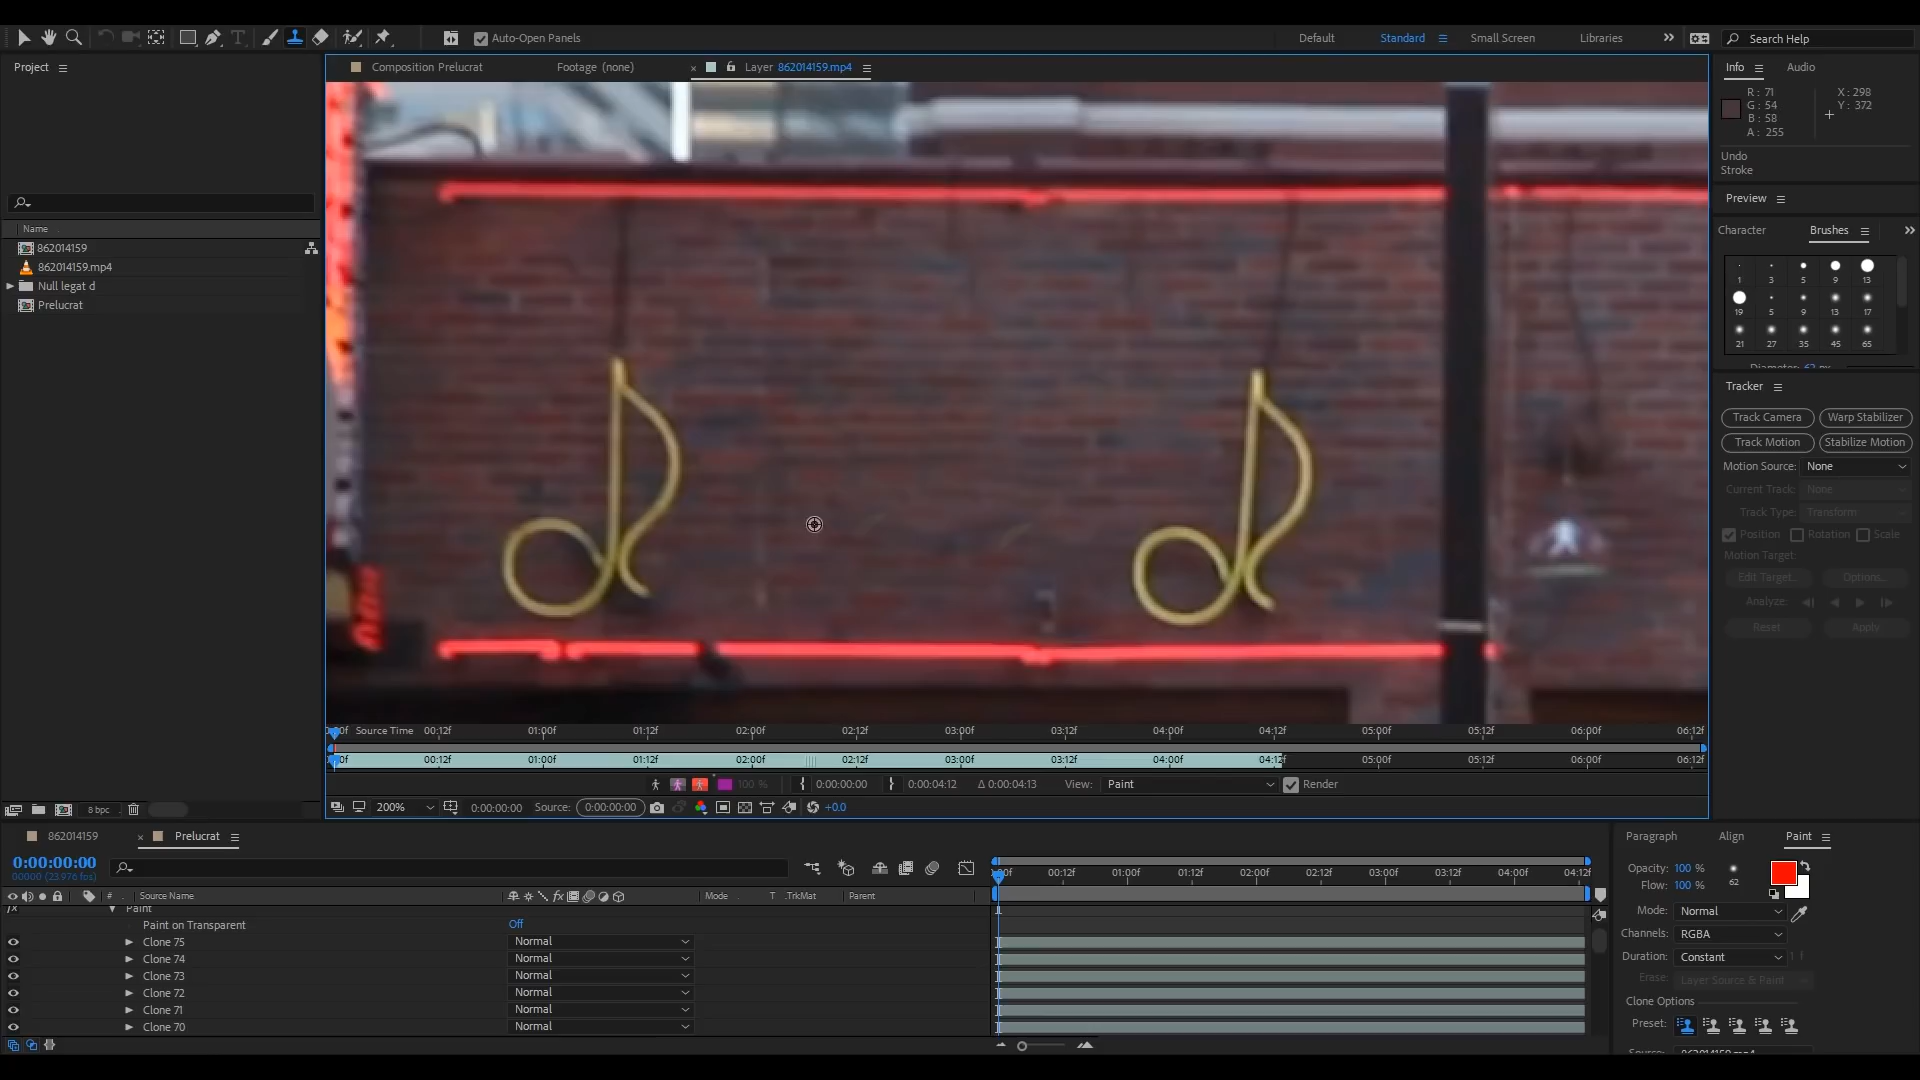 Auto-Open Panels
Default
Standard
Small Screen
Libraries
Search Help
Project
Composition Prelucrat
Footage (none)
Layer 862014159.mp4
Info
Audio
R: 71
G: 54
B: 58
A: 255
X: 298
Y: 372
Undo
Stroke
Preview
Character
Brushes
1 3 5 9 13
19 5 9 13 17
21 27 35 45 65
Tracker
Track Camera
Warp Stabilizer
Track Motion
Stabilize Motion
Motion Source: None
Current Track: None
Track Type: Transform
Position Rotation Scale
Motion Target:
Edit Target...
Options...
Analyze:
Reset
Apply
Name
862014159
862014159.mp4
Null legat d
Prelucrat
Source Time 00:12f 01:00f 01:12f 02:00f 02:12f 03:00f 03:12f 04:00f 04:12f 05:00f 05:12f 06:00f 06:12f
00:12f 01:00f 01:12f 02:00f 02:12f 03:00f 03:12f 04:00f 04:12f 05:00f 05:12f 06:00f 06:12f
100 %
0:00:00:00
0:00:04:12
Δ 0:00:04:13
View: Paint
Render
8 bpc
200%
0:00:00:00
Source: 0:00:00:00
+0.0
862014159
Prelucrat
0:00:00:00
00000 (23.976 fps)
# Source Name
Mode
T .TrkMat
Parent
00:12f 01:00f 01:12f 02:00f 02:12f 03:00f 03:12f 04:00f 04:12f
Paint
Paint on Transparent Off
Clone 75 Normal
Clone 74 Normal
Clone 73 Normal
Clone 72 Normal
Clone 71 Normal
Clone 70 Normal
Paragraph
Align
Paint
Opacity: 100 %
Flow: 100 %
62
Mode: Normal
Channels: RGBA
Duration: Constant
1 f
Erase: Layer Source & Paint
Clone Options
Preset: